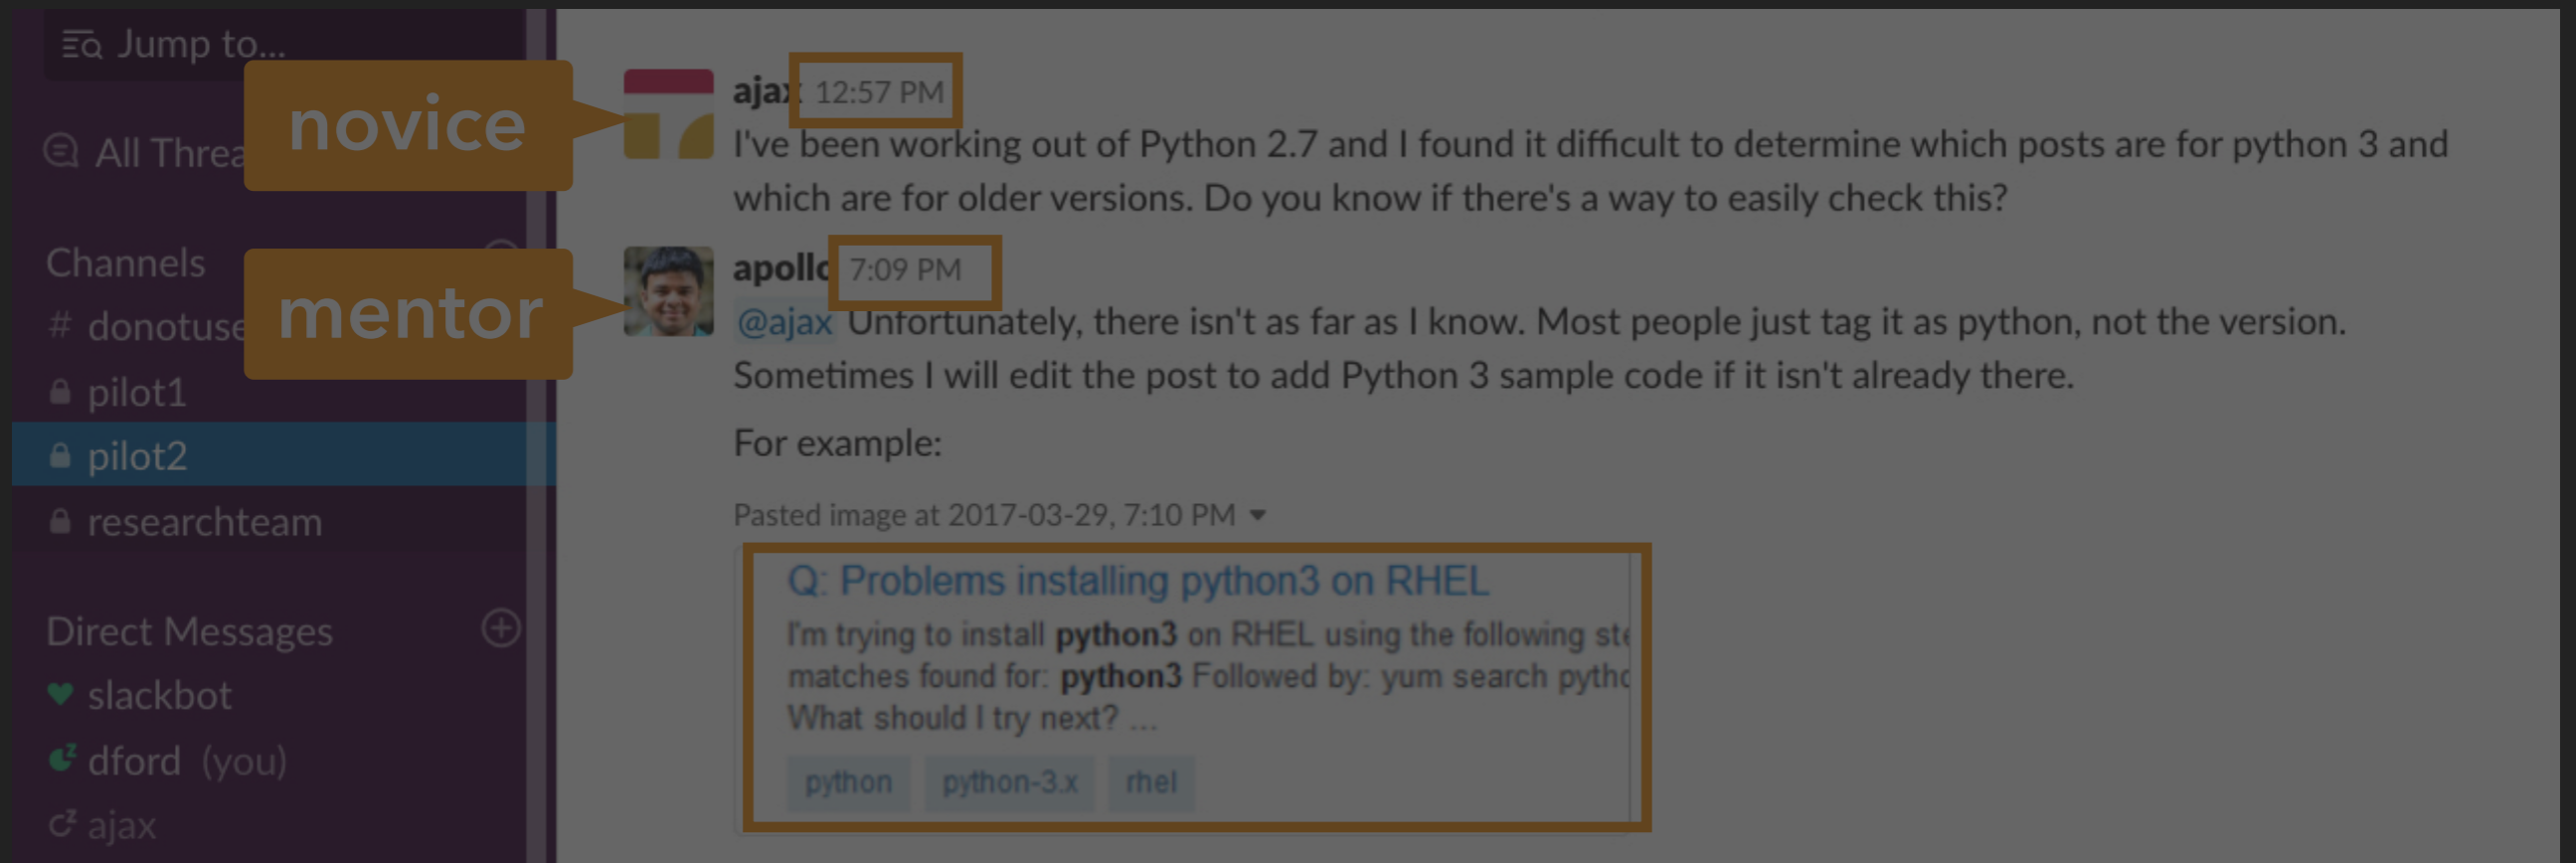 Jump to...
All Threa
Channels
# donotuse
pilot1
pilot2
researchteam
Direct Messages
slackbot
dford (you)
ajax
novice
mentor
ajax 12:57 PM
I've been working out of Python 2.7 and I found it difficult to determine which posts are for python 3 and
which are for older versions. Do you know if there's a way to easily check this?
apollo 7:09 PM
@ajax Unfortunately, there isn't as far as I know. Most people just tag it as python, not the version.
Sometimes I will edit the post to add Python 3 sample code if it isn't already there.
For example:
Pasted image at 2017-03-29, 7:10 PM
Q: Problems installing python3 on RHEL
I'm trying to install python3 on RHEL using the following ste
matches found for: python3 Followed by: yum search pytho
What should I try next? ...
python python-3.x rhel